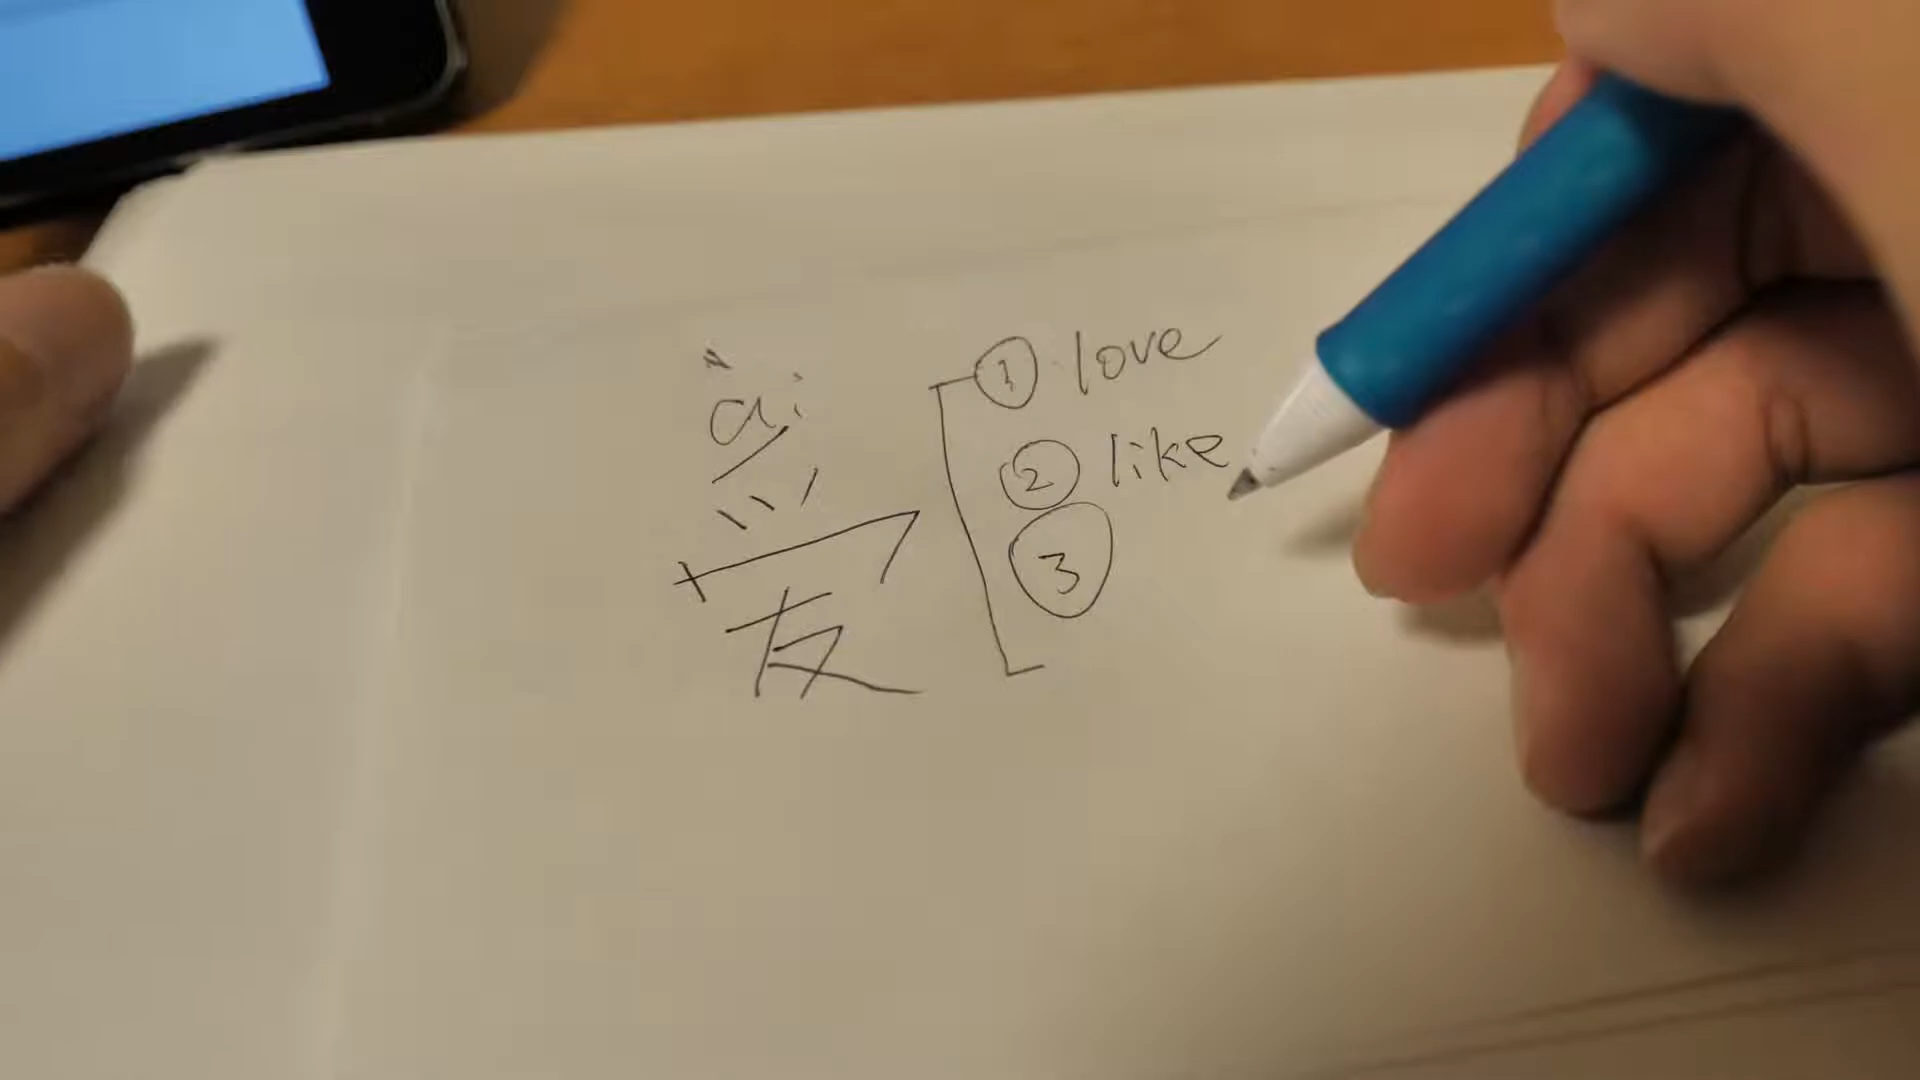 ài
爱
① love
② like
③